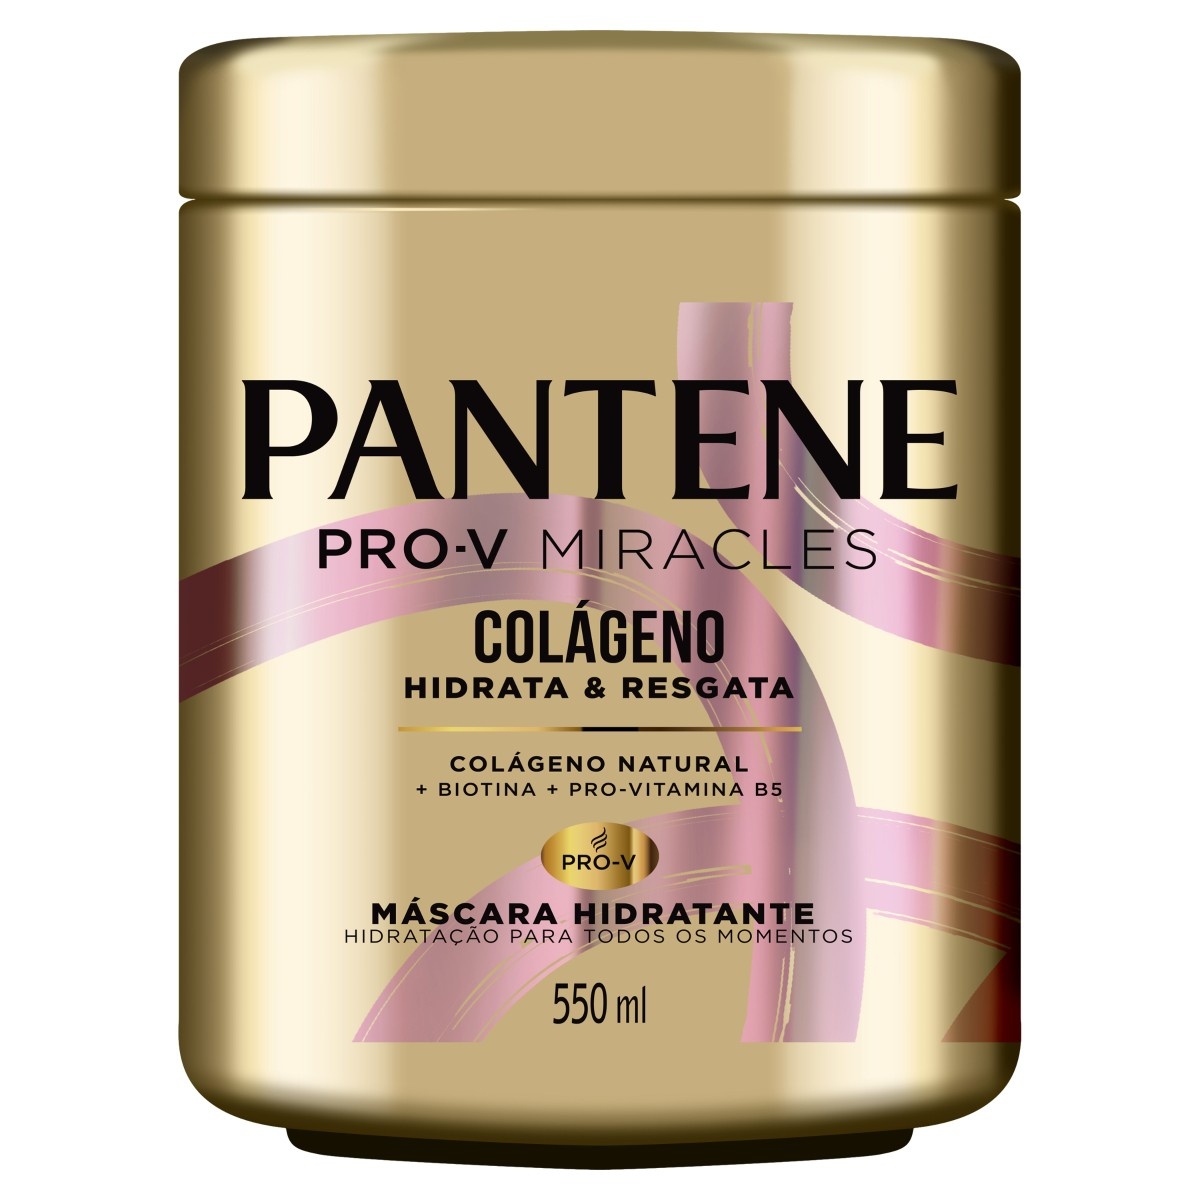 PANTENE
PRO-V MIRACLES
COLÁGENO
HIDRATA & RESGATA
COLÁGENO NATURAL
+ BIOTINA + PRO-VITAMINA B5
PRO-V
MÁSCARA HIDRATANTE
HIDRATAÇÃO PARA TODOS OS MOMENTOS
550 ml